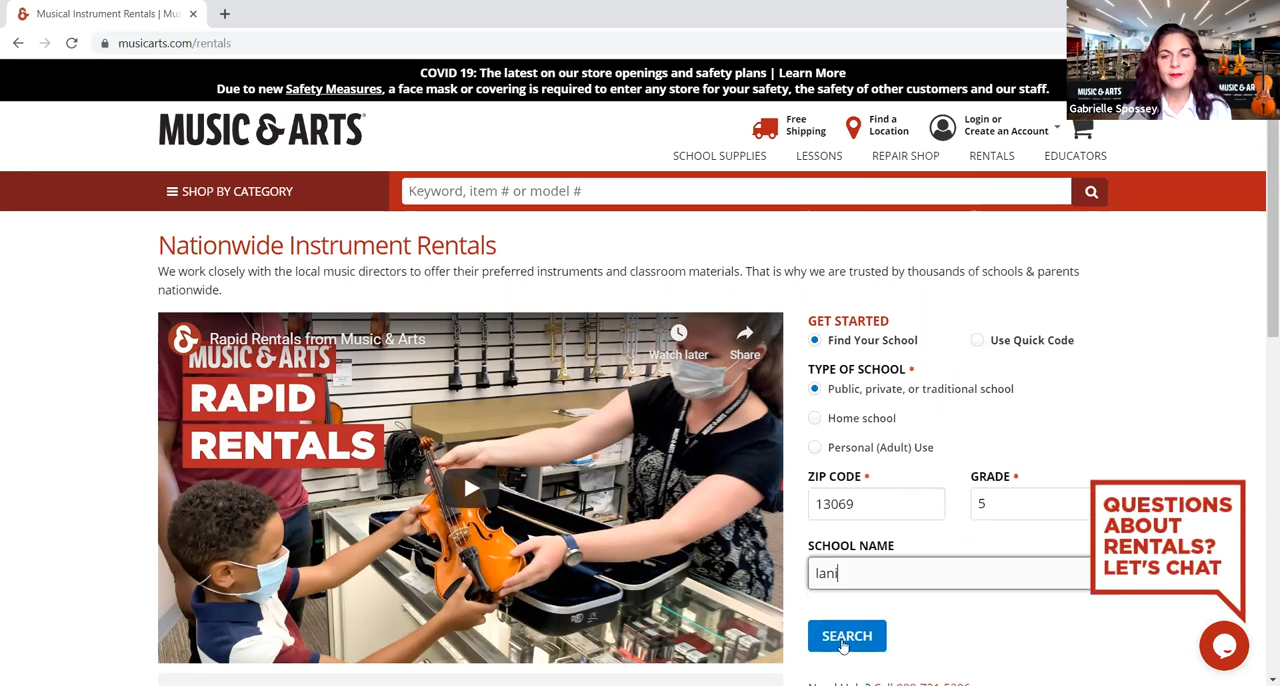 Musical Instrument Rentals | Mus
musicarts.com/rentals
COVID 19: The latest on our store openings and safety plans | Learn More
Due to new Safety Measures, a face mask or covering is required to enter any store for your safety, the safety of other customers and our staff.
MUSIC & ARTS
Gabrielle Spossey
MUSIC & ARTS
Free Shipping
Find a Location
Login or Create an Account
SCHOOL SUPPLIES LESSONS REPAIR SHOP RENTALS EDUCATORS
SHOP BY CATEGORY
Keyword, item # or model #
Nationwide Instrument Rentals
We work closely with the local music directors to offer their preferred instruments and classroom materials. That is why we are trusted by thousands of schools & parents
nationwide.
Rapid Rentals from Music & Arts
Watch later
Share
MUSIC & ARTS
RAPID
RENTALS
GET STARTED
Find Your School Use Quick Code
TYPE OF SCHOOL *
Public, private, or traditional school
Home school
Personal (Adult) Use
ZIP CODE * GRADE *
13069 5
SCHOOL NAME
lani
SEARCH
QUESTIONS
ABOUT
RENTALS?
LET'S CHAT